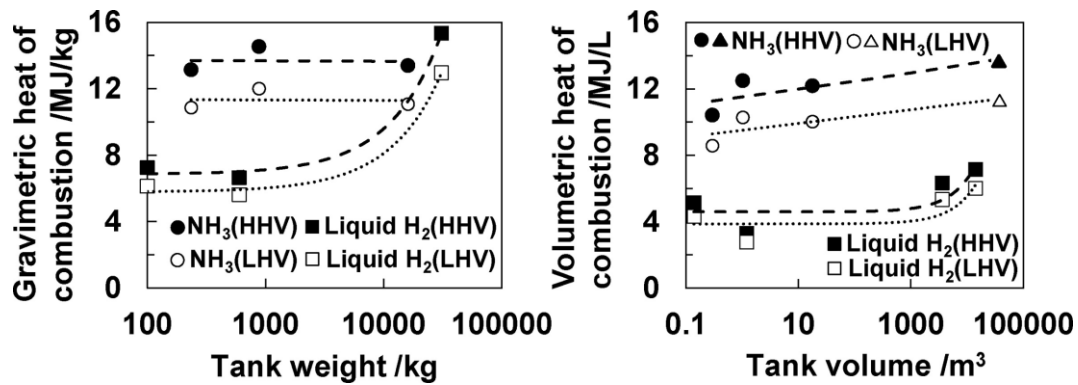 Gravimetric heat of
combustion /MJ/kg
16
12
8
4
0
NH₃(HHV)
Liquid H₂(HHV)
NH₃(LHV)
Liquid H₂(LHV)
100
1000
10000
100000
Tank weight /kg
Volumetric heat of
combustion /MJ/L
16
12
8
4
0
NH₃(HHV)
NH₃(LHV)
Liquid H₂(HHV)
Liquid H₂(LHV)
0.1
10
1000
100000
Tank volume /m³